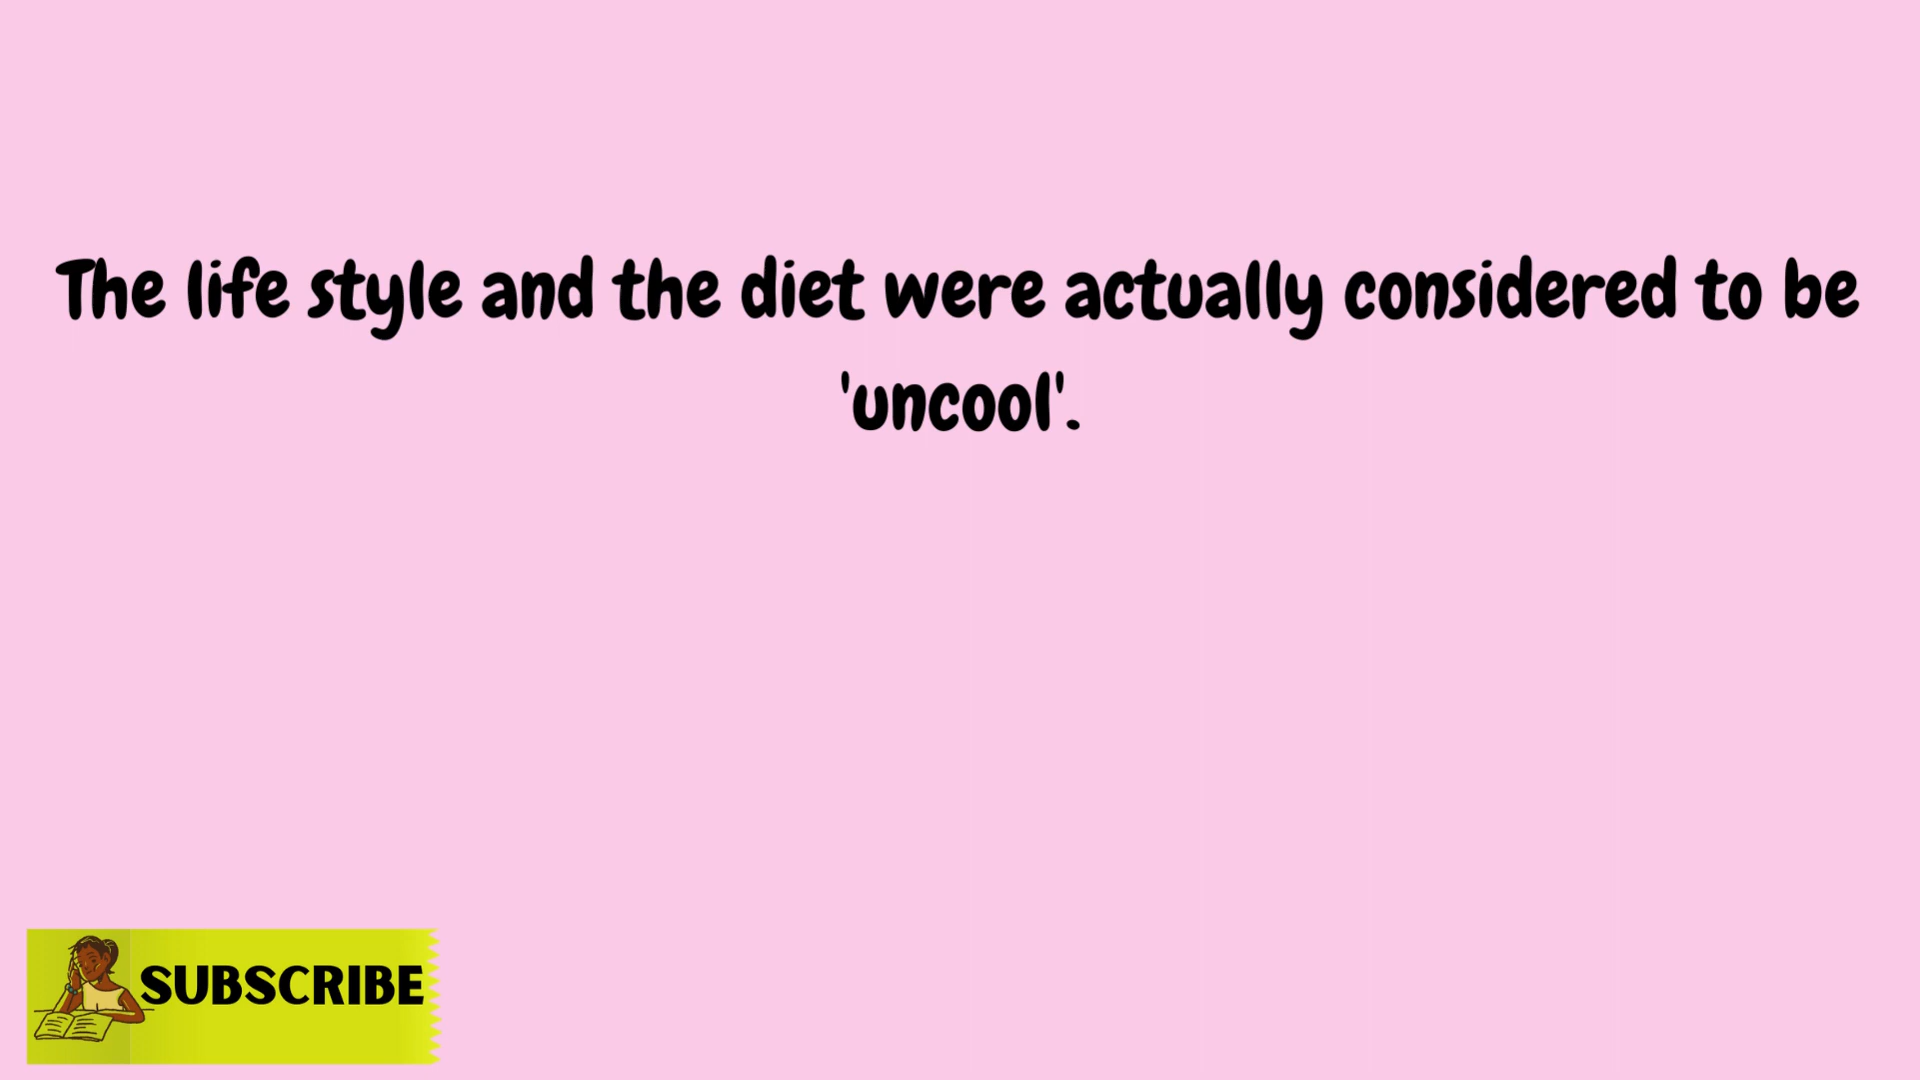 The life style and the diet were actually considered to be
'uncool'.
SUBSCRIBE